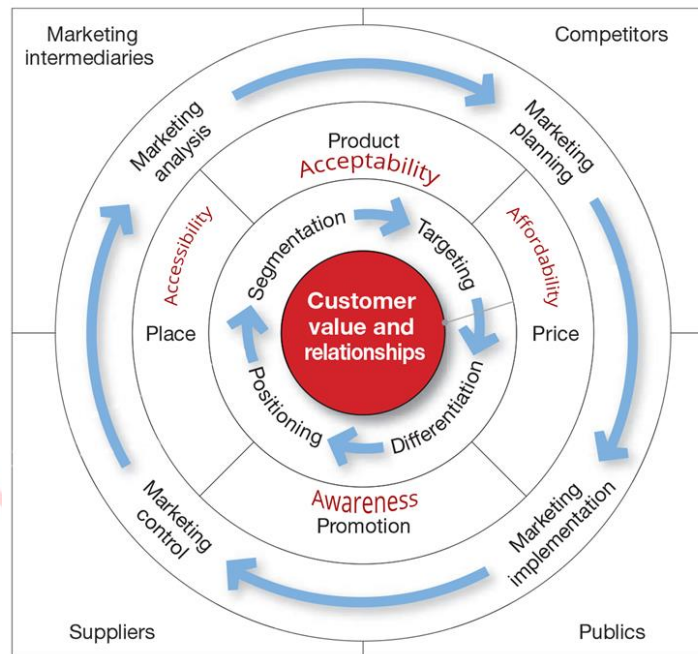 Marketing
intermediaries
Competitors
Marketing
analysis
Marketing
planning
Product
Acceptability
Accessibility
Affordability
Segmentation
Targeting
Customer
value and
relationships
Place
Price
Positioning
Differentiation
Awareness
Promotion
Marketing
control
Marketing
implementation
Suppliers
Publics